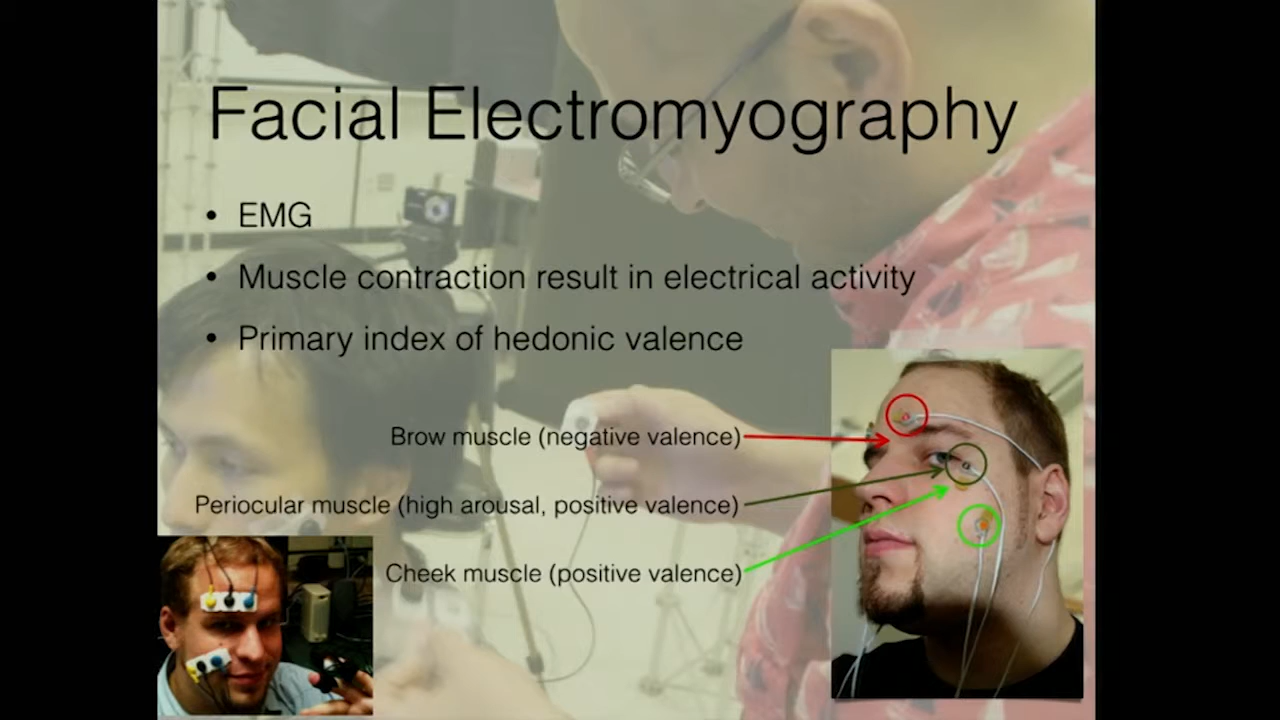 Facial Electromyography
• EMG
• Muscle contraction result in electrical activity
• Primary index of hedonic valence
Brow muscle (negative valence)
Periocular muscle (high arousal, positive valence)
Cheek muscle (positive valence)